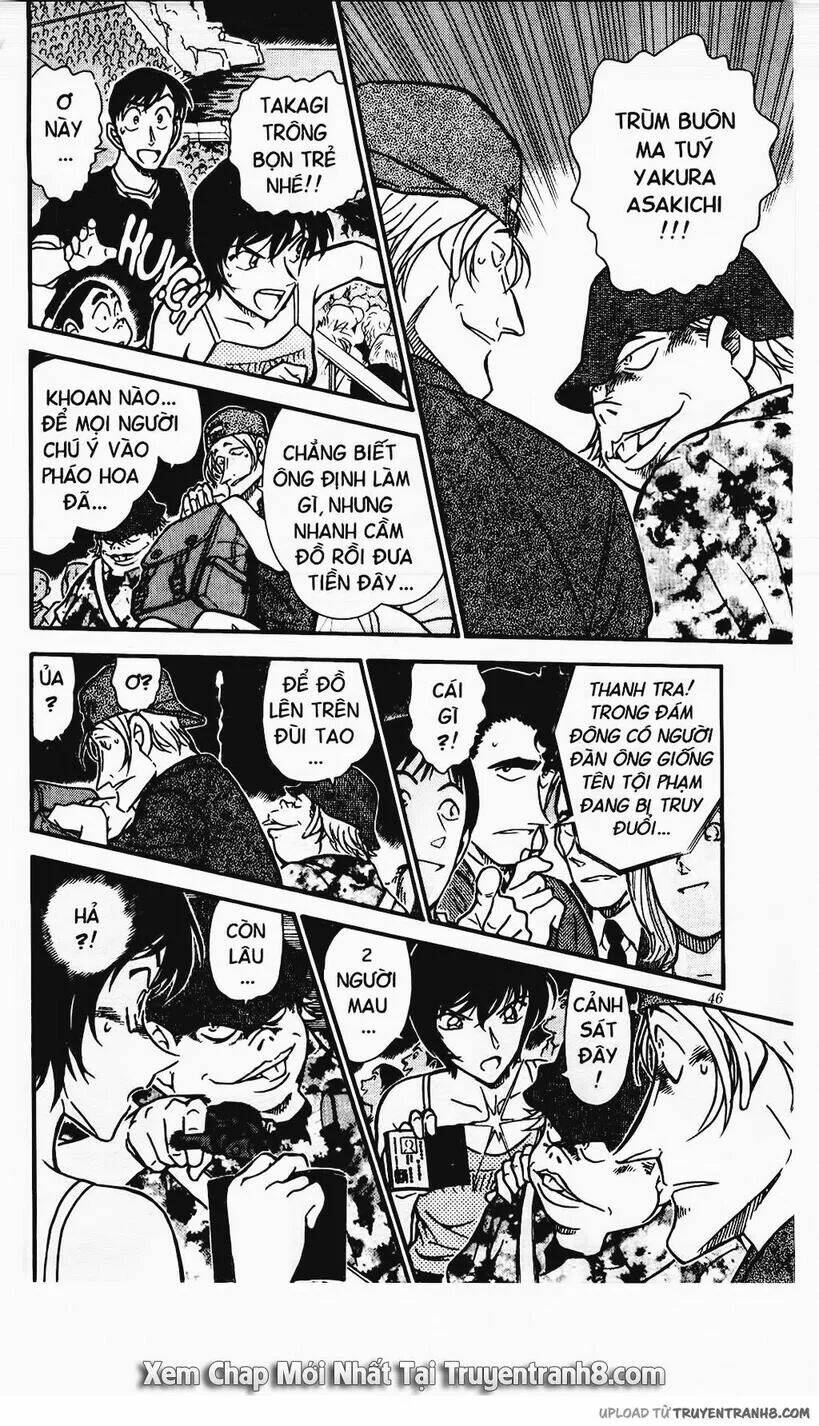 TRÙM BUÔN
MA TUÝ
YAKURA
ASAKICHI
!!!
TAKAGI
TRÔNG
BỌN TRẺ
NHÉ!!
Ơ
NÀY
...
HUỴCH
CHẲNG BIẾT
ÔNG ĐỊNH LÀM
GÌ, NHƯNG
NHANH CẦM
ĐỒ RỒI ĐƯA
TIỀN ĐÂY...
KHOAN NÀO...
ĐỂ MỌI NGƯỜI
CHÚ Ý VÀO
PHÁO HOA
ĐÃ...
THANH TRA!
TRONG ĐÁM
ĐÔNG CÓ NGƯỜI
ĐÀN ÔNG GIỐNG
TÊN TỘI PHẠM
ĐANG BỊ TRUY
ĐUỔI...
CÁI
GÌ
?!
ĐỂ ĐỒ
LÊN TRÊN
ĐÙI TAO
...
Ơ?
ỦA
?
46
CẢNH
SÁT
ĐÂY
!
2
NGƯỜI
MAU
...
CÒN
LÂU
...
HẢ
?!
Xem Chap Mới Nhất Tại Truyentranh8.com
UPLOAD TỪ TRUYENTRANH8.COM